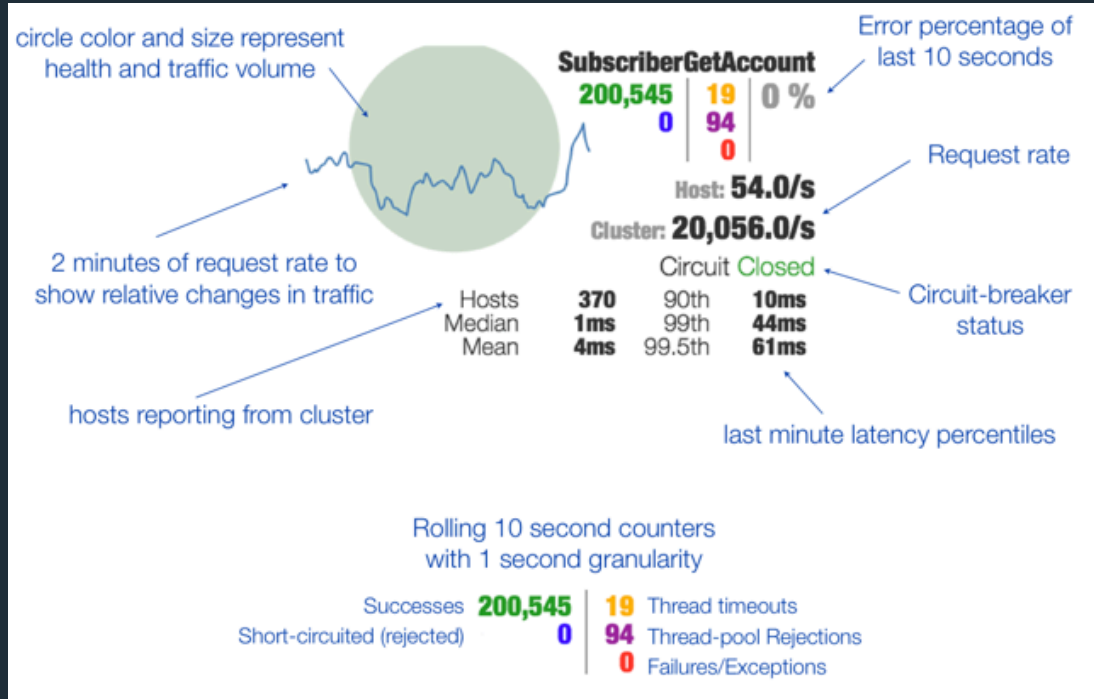 circle color and size represent
health and traffic volume
Error percentage of
last 10 seconds
SubscriberGetAccount
200,545 19 0 %
0 94
0
Request rate
Host: 54.0/s
Cluster: 20,056.0/s
2 minutes of request rate to
show relative changes in traffic
Circuit Closed
Circuit-breaker
status
Hosts 370 90th 10ms
Median 1ms 99th 44ms
Mean 4ms 99.5th 61ms
hosts reporting from cluster
last minute latency percentiles
Rolling 10 second counters
with 1 second granularity
Successes 200,545 19 Thread timeouts
Short-circuited (rejected) 0 94 Thread-pool Rejections
0 Failures/Exceptions